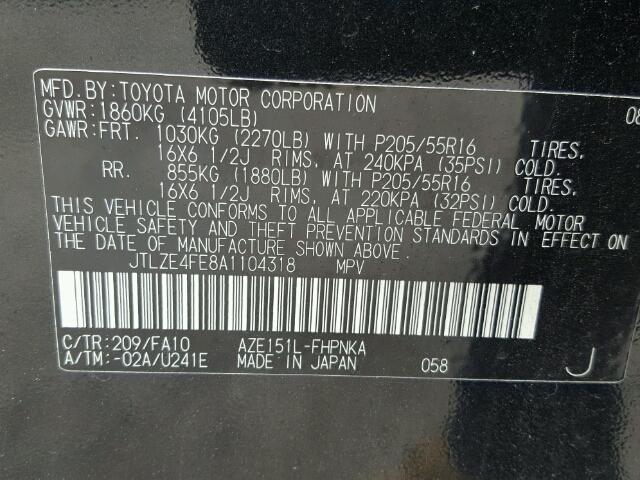 MFD.BY:TOYOTA MOTOR CORPORATION 08
GVWR:1860KG (4105LB)
GAWR:FRT. 1030KG (2270LB) WITH P205/55R16 TIRES,
16X6 1/2J RIMS, AT 240KPA (35PSI) COLD.
RR. 855KG (1880LB) WITH P205/55R16 TIRES,
16X6 1/2J RIMS, AT 220KPA (32PSI) COLD.
THIS VEHICLE CONFORMS TO ALL APPLICABLE FEDERAL MOTOR
VEHICLE SAFETY AND THEFT PREVENTION STANDARDS IN EFFECT ON
THE DATE OF MANUFACTURE SHOWN ABOVE.
JTLZE4FE8A1104318 MPV
C/TR:209/FA10 AZE151L-FHPNKA
A/TM:-02A/U241E MADE IN JAPAN 058 J